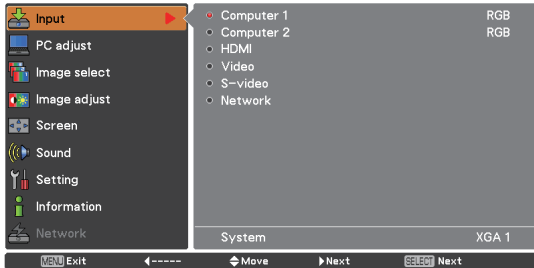 Input
PC adjust
Image select
Image adjust
Screen
Sound
Setting
Information
Network
Computer 1 RGB
Computer 2 RGB
HDMI
Video
S-video
Network
System XGA 1
MENU Exit ◀----- Move Next SELECT Next